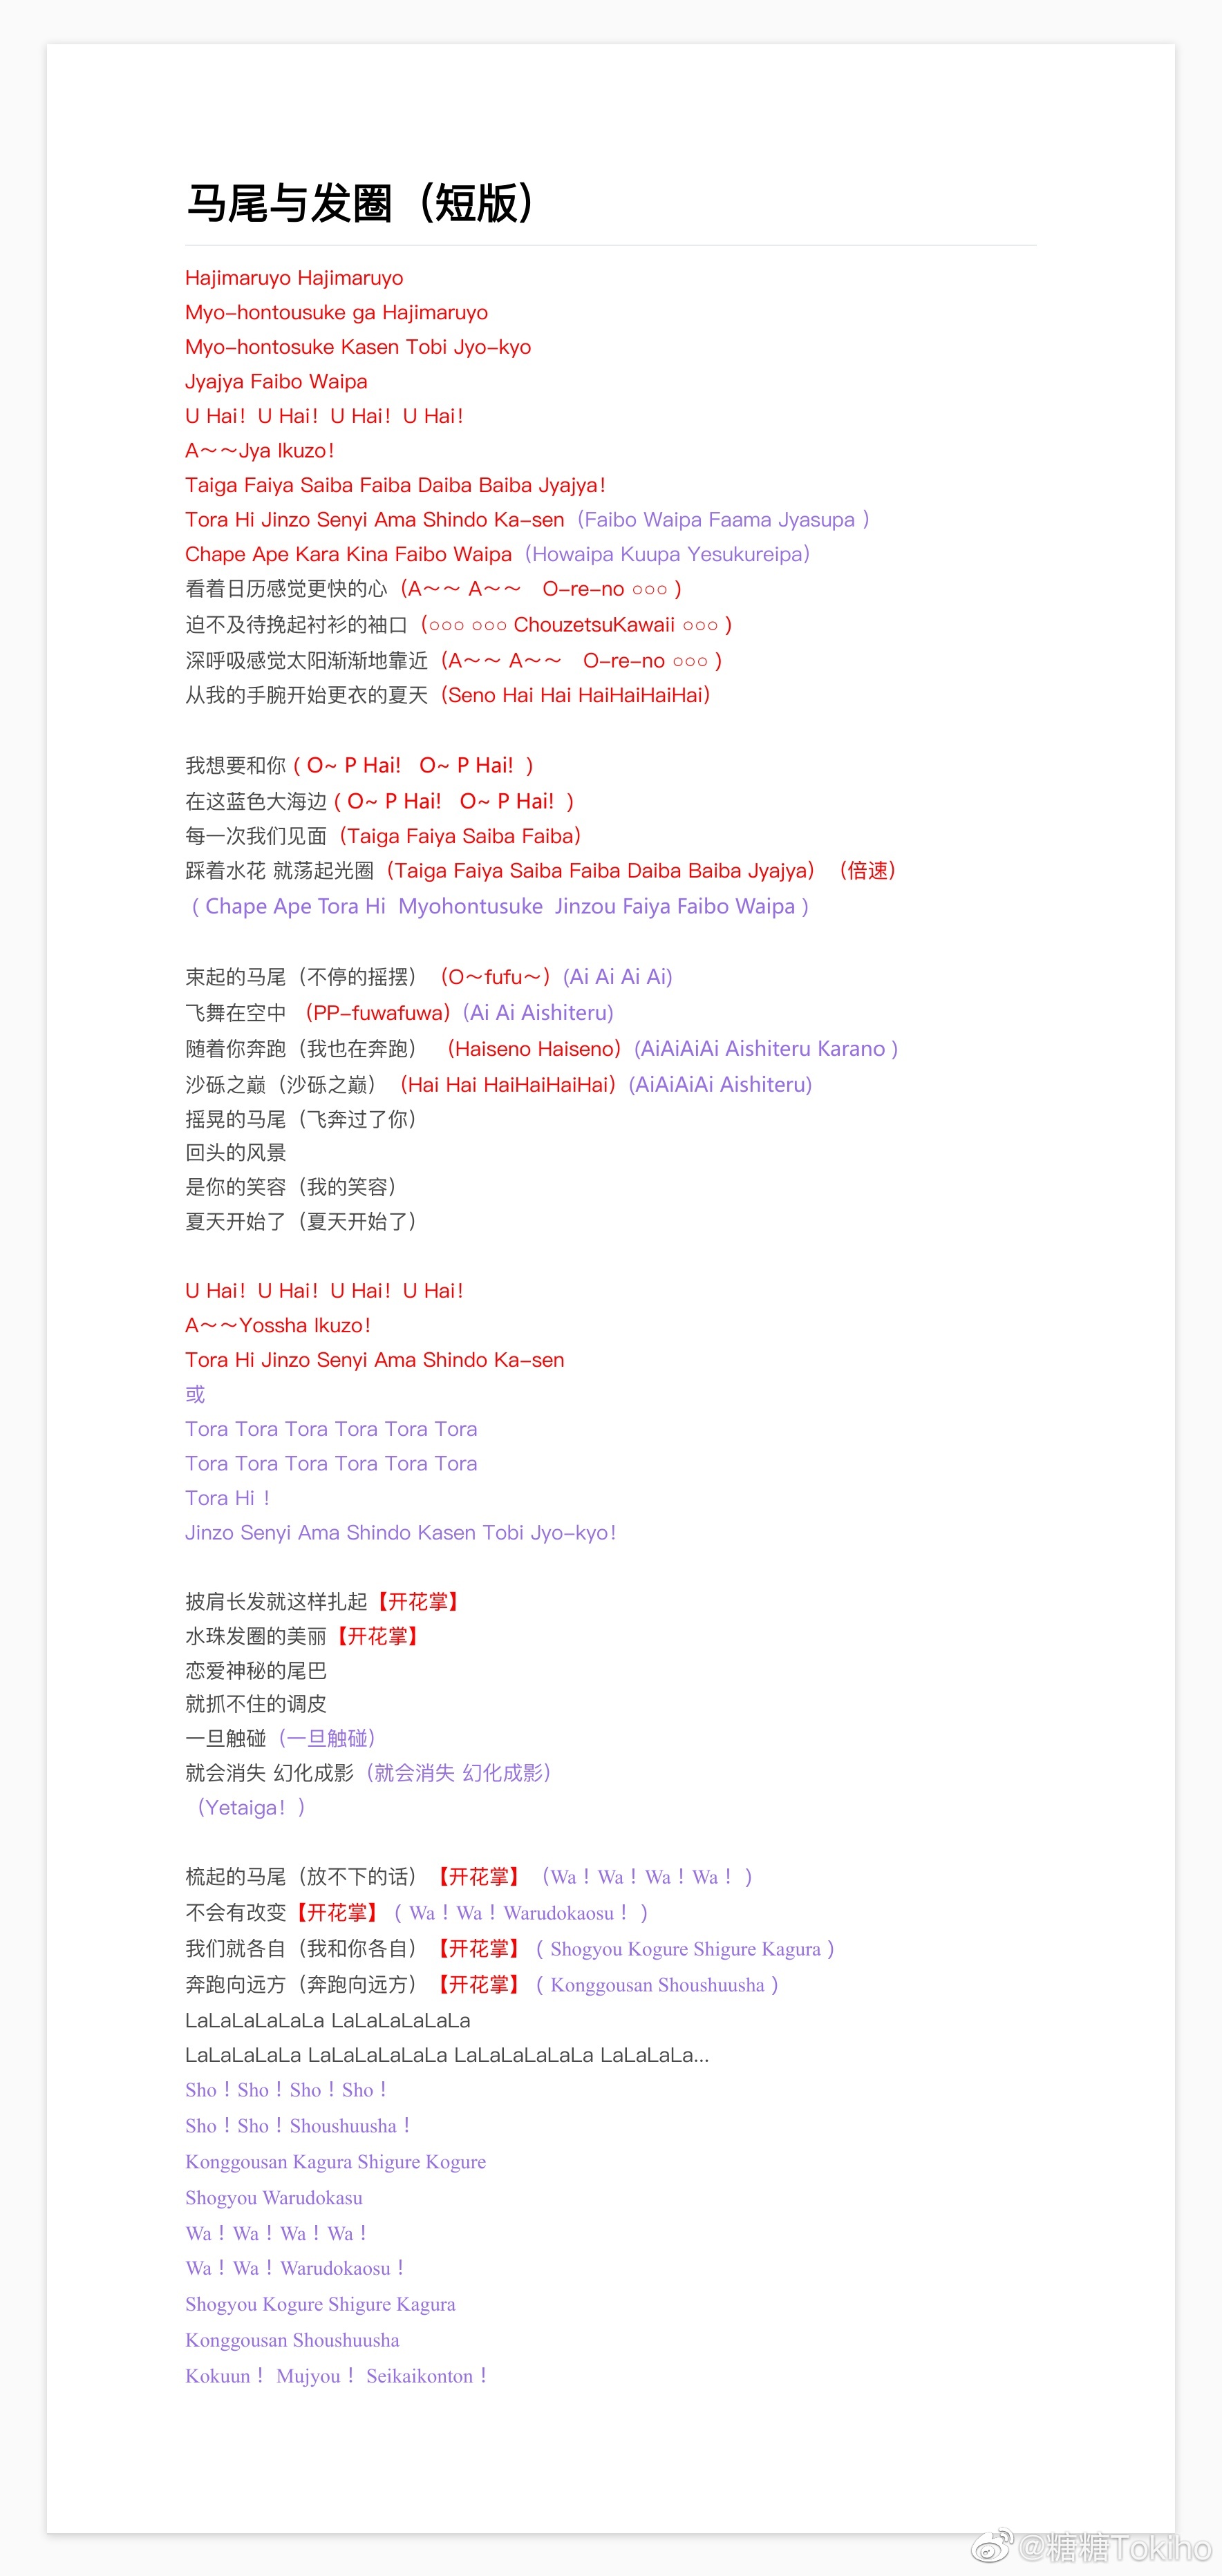 马尾与发圈（短版）
Hajimaruyo Hajimaruyo
Myo-hontousuke ga Hajimaruyo
Myo-hontosuke Kasen Tobi Jyo-kyo
Jyajya Faibo Waipa
U Hai！U Hai！U Hai！U Hai！
A～～Jya Ikuzo！
Taiga Faiya Saiba Faiba Daiba Baiba Jyajya！
Tora Hi Jinzo Senyi Ama Shindo Ka-sen（Faibo Waipa Faama Jyasupa ）
Chape Ape Kara Kina Faibo Waipa（Howaipa Kuupa Yesukureipa）
看着日历感觉更快的心（A～～ A～～　O-re-no ○○○ )
迫不及待挽起衬衫的袖口（○○○ ○○○ ChouzetsuKawaii ○○○ )
深呼吸感觉太阳渐渐地靠近（A～～ A～～　O-re-no ○○○ )
从我的手腕开始更衣的夏天（Seno Hai Hai HaiHaiHaiHai）
我想要和你 ( O~ P Hai!　O~ P Hai! )
在这蓝色大海边 ( O~ P Hai!　O~ P Hai! )
每一次我们见面（Taiga Faiya Saiba Faiba）
踩着水花 就荡起光圈（Taiga Faiya Saiba Faiba Daiba Baiba Jyajya）（倍速）
( Chape Ape Tora Hi Myohontusuke Jinzou Faiya Faibo Waipa )
束起的马尾（不停的摇摆）（O～fufu～）(Ai Ai Ai Ai)
飞舞在空中 （PP-fuwafuwa）(Ai Ai Aishiteru)
随着你奔跑（我也在奔跑） （Haiseno Haiseno）(AiAiAiAi Aishiteru Karano )
沙砾之巅（沙砾之巅）（Hai Hai HaiHaiHaiHai）(AiAiAiAi Aishiteru)
摇晃的马尾（飞奔过了你）
回头的风景
是你的笑容（我的笑容）
夏天开始了（夏天开始了）
U Hai！U Hai！U Hai！U Hai！
A～～Yossha Ikuzo！
Tora Hi Jinzo Senyi Ama Shindo Ka-sen
或
Tora Tora Tora Tora Tora Tora
Tora Tora Tora Tora Tora Tora
Tora Hi ！
Jinzo Senyi Ama Shindo Kasen Tobi Jyo-kyo！
披肩长发就这样扎起【开花掌】
水珠发圈的美丽【开花掌】
恋爱神秘的尾巴
就抓不住的调皮
一旦触碰（一旦触碰）
就会消失 幻化成影（就会消失 幻化成影）
（Yetaiga！）
梳起的马尾（放不下的话）【开花掌】（Wa！Wa！Wa！Wa！ )
不会有改变【开花掌】( Wa！Wa！Warudokaosu！ )
我们就各自（我和你各自）【开花掌】( Shogyou Kogure Shigure Kagura )
奔跑向远方（奔跑向远方）【开花掌】( Konggousan Shoushuusha )
LaLaLaLaLaLa LaLaLaLaLaLa
LaLaLaLaLa LaLaLaLaLaLa LaLaLaLaLaLa LaLaLaLa...
Sho！Sho！Sho！Sho！
Sho！Sho！Shoushuusha！
Konggousan Kagura Shigure Kogure
Shogyou Warudokasu
Wa！Wa！Wa！Wa！
Wa！Wa！Warudokaosu！
Shogyou Kogure Shigure Kagura
Konggousan Shoushuusha
Kokuun！ Mujyou！ Seikaikonton！
@糖糖Tokiho